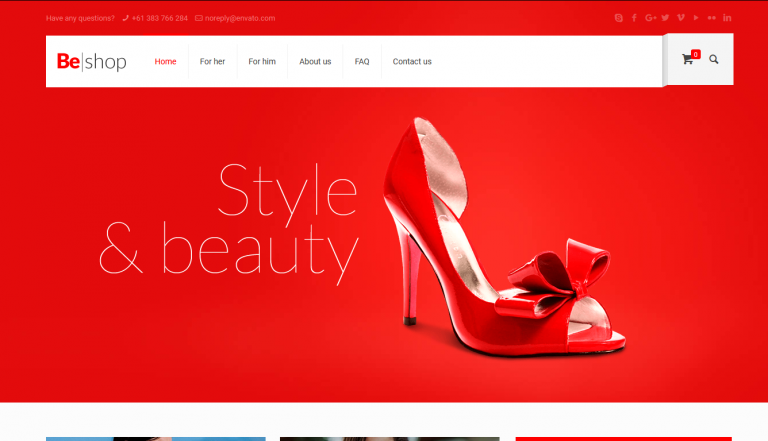 Have any questions? +61 383 766 284 noreply@envato.com
Be|shop Home For her For him About us FAQ Contact us 0
Style
& beauty